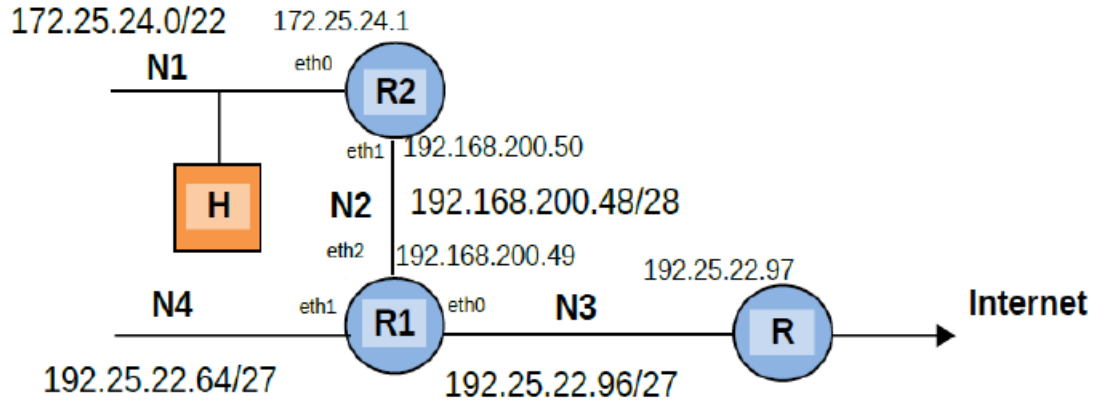 172.25.24.0/22
172.25.24.1
N1
eth0
R2
eth1
192.168.200.50
H
N2
192.168.200.48/28
eth2
192.168.200.49
192.25.22.97
N4
eth1
R1
eth0
N3
R
Internet
192.25.22.64/27
192.25.22.96/27